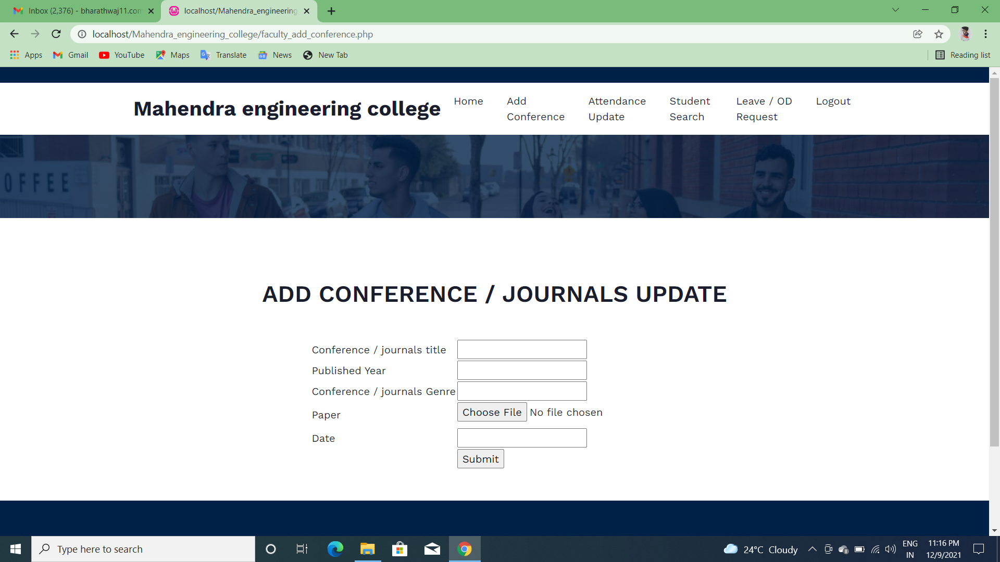 Inbox (2,376) - bharathwaj11.com
localhost/Mahendra_engineering
localhost/Mahendra_engineering_college/faculty_add_conference.php
Apps
Gmail
YouTube
Maps
Translate
News
New Tab
Reading list
Mahendra engineering college
Home
Add Conference
Attendance Update
Student Search
Leave / OD Request
Logout
OFFEE
ADD CONFERENCE / JOURNALS UPDATE
Conference / journals title
Published Year
Conference / journals Genre
Paper
Choose File No file chosen
Date
Submit
Type here to search
24°C Cloudy
ENG
IN
11:16 PM
12/9/2021